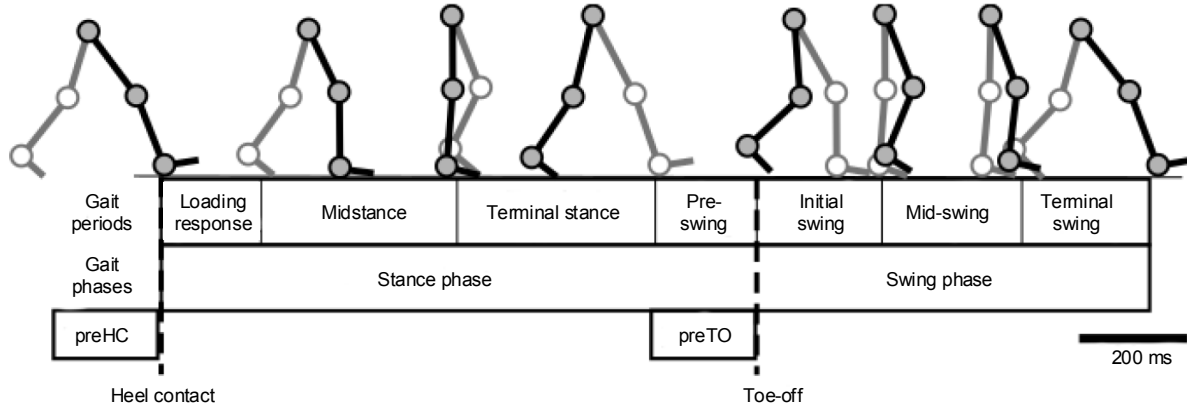 Gait
periods
Loading
response
Midstance
Terminal stance
Pre-
swing
Initial
swing
Mid-swing
Terminal
swing
Gait
phases
Stance phase
Swing phase
preHC
preTO
200 ms
Heel contact
Toe-off